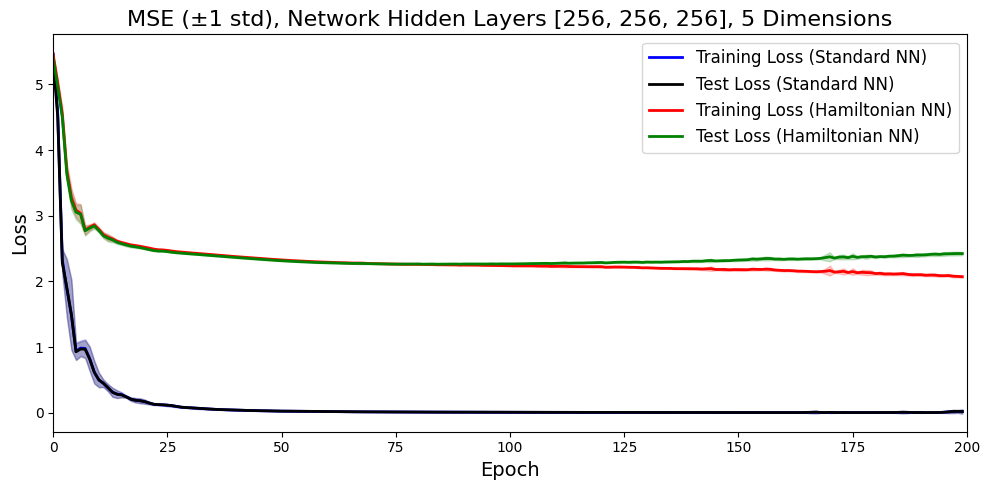 MSE (±1 std), Network Hidden Layers [256, 256, 256], 5 Dimensions
Training Loss (Standard NN)
Test Loss (Standard NN)
Training Loss (Hamiltonian NN)
Test Loss (Hamiltonian NN)
Loss
5
4
3
2
1
0
0 25 50 75 100 125 150 175 200
Epoch